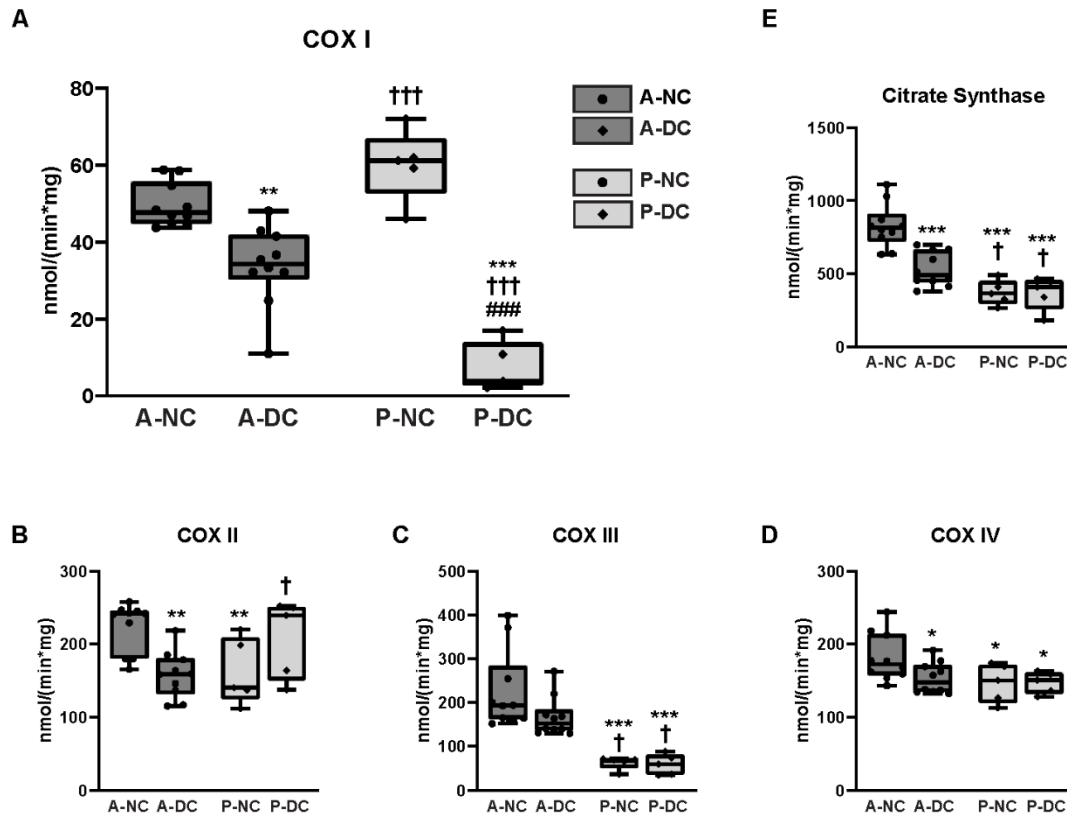 A
COX I
nmol/(min*mg)
80
60
40
20
0
**
†††
***
†††
###
A-NC
A-DC
P-NC
P-DC
A-NC
A-DC
P-NC
P-DC
E
Citrate Synthase
nmol/(min*mg)
1500
1000
500
0
***
***
†
***
†
A-NC
A-DC
P-NC
P-DC
B
COX II
nmol/(min*mg)
300
200
100
0
**
**
†
A-NC
A-DC
P-NC
P-DC
C
COX III
nmol/(min*mg)
500
400
300
200
100
0
***
†
***
†
A-NC
A-DC
P-NC
P-DC
D
COX IV
nmol/(min*mg)
300
200
100
0
*
*
*
A-NC
A-DC
P-NC
P-DC